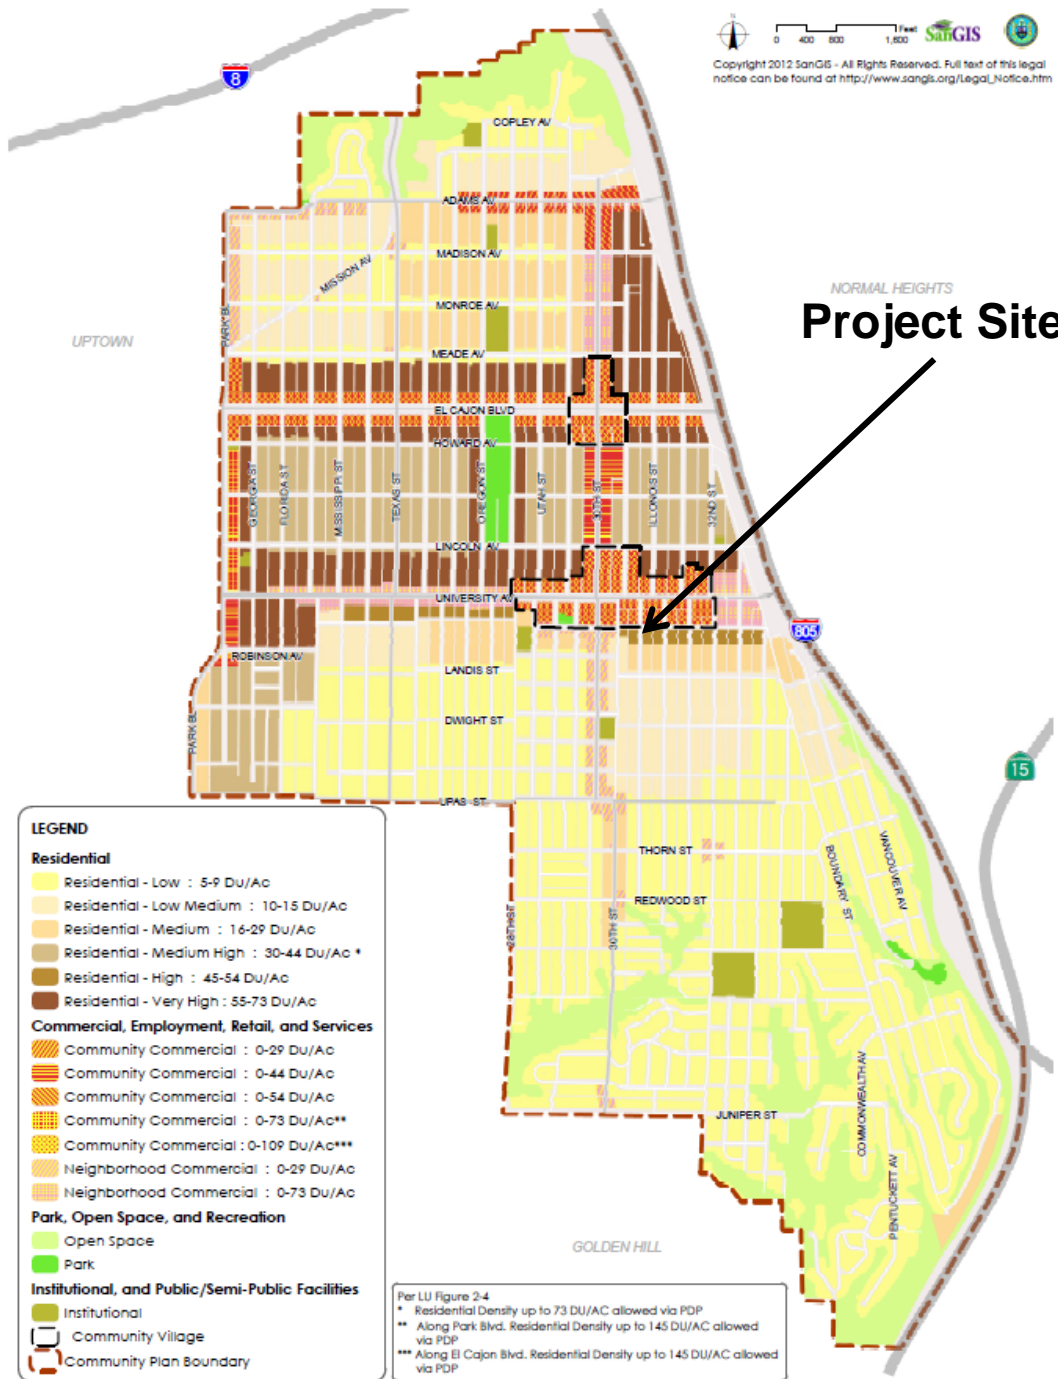 N
0 400 800 1,600
Feet
SanGIS
Copyright 2012 SanGIS - All Rights Reserved. Full text of this legal
notice can be found at http://www.sangis.org/Legal_Notice.htm
8
COPLEY AV
ADAMS AV
MADISON AV
MISSION AV
NORMAL HEIGHTS
MONROE AV
Project Site
PARK BL
UPTOWN
MEADE AV
EL CAJON BLVD
HOWARD AV
GEORGIA ST
FLORIDA ST
MISSISSIPPI ST
TEXAS ST
OREGON ST
UTAH ST
30TH ST
ILLINOIS ST
32ND ST
LINCOLN AV
UNIVERSITY AV
805
ROBINSON AV
LANDIS ST
DWIGHT ST
PARK BL
15
UPAS ST
THORN ST
BOUNDARY ST
VANCOUVER AV
REDWOOD ST
28TH ST
30TH ST
COMMONWEALTH AV
JUNIPER ST
PENTUCKETT AV
GOLDEN HILL
LEGEND
Residential
Residential - Low : 5-9 Du/Ac
Residential - Low Medium : 10-15 Du/Ac
Residential - Medium : 16-29 Du/Ac
Residential - Medium High : 30-44 Du/Ac *
Residential - High : 45-54 Du/Ac
Residential - Very High : 55-73 Du/Ac
Commercial, Employment, Retail, and Services
Community Commercial : 0-29 Du/Ac
Community Commercial : 0-44 Du/Ac
Community Commercial : 0-54 Du/Ac
Community Commercial : 0-73 Du/Ac**
Community Commercial : 0-109 Du/Ac***
Neighborhood Commercial : 0-29 Du/Ac
Neighborhood Commercial : 0-73 Du/Ac
Park, Open Space, and Recreation
Open Space
Park
Institutional, and Public/Semi-Public Facilities
Institutional
Community Village
Community Plan Boundary
Per LU Figure 2-4
* Residential Density up to 73 DU/AC allowed via PDP
** Along Park Blvd. Residential Density up to 145 DU/AC allowed
via PDP
*** Along El Cajon Blvd. Residential Density up to 145 DU/AC allowed
via PDP